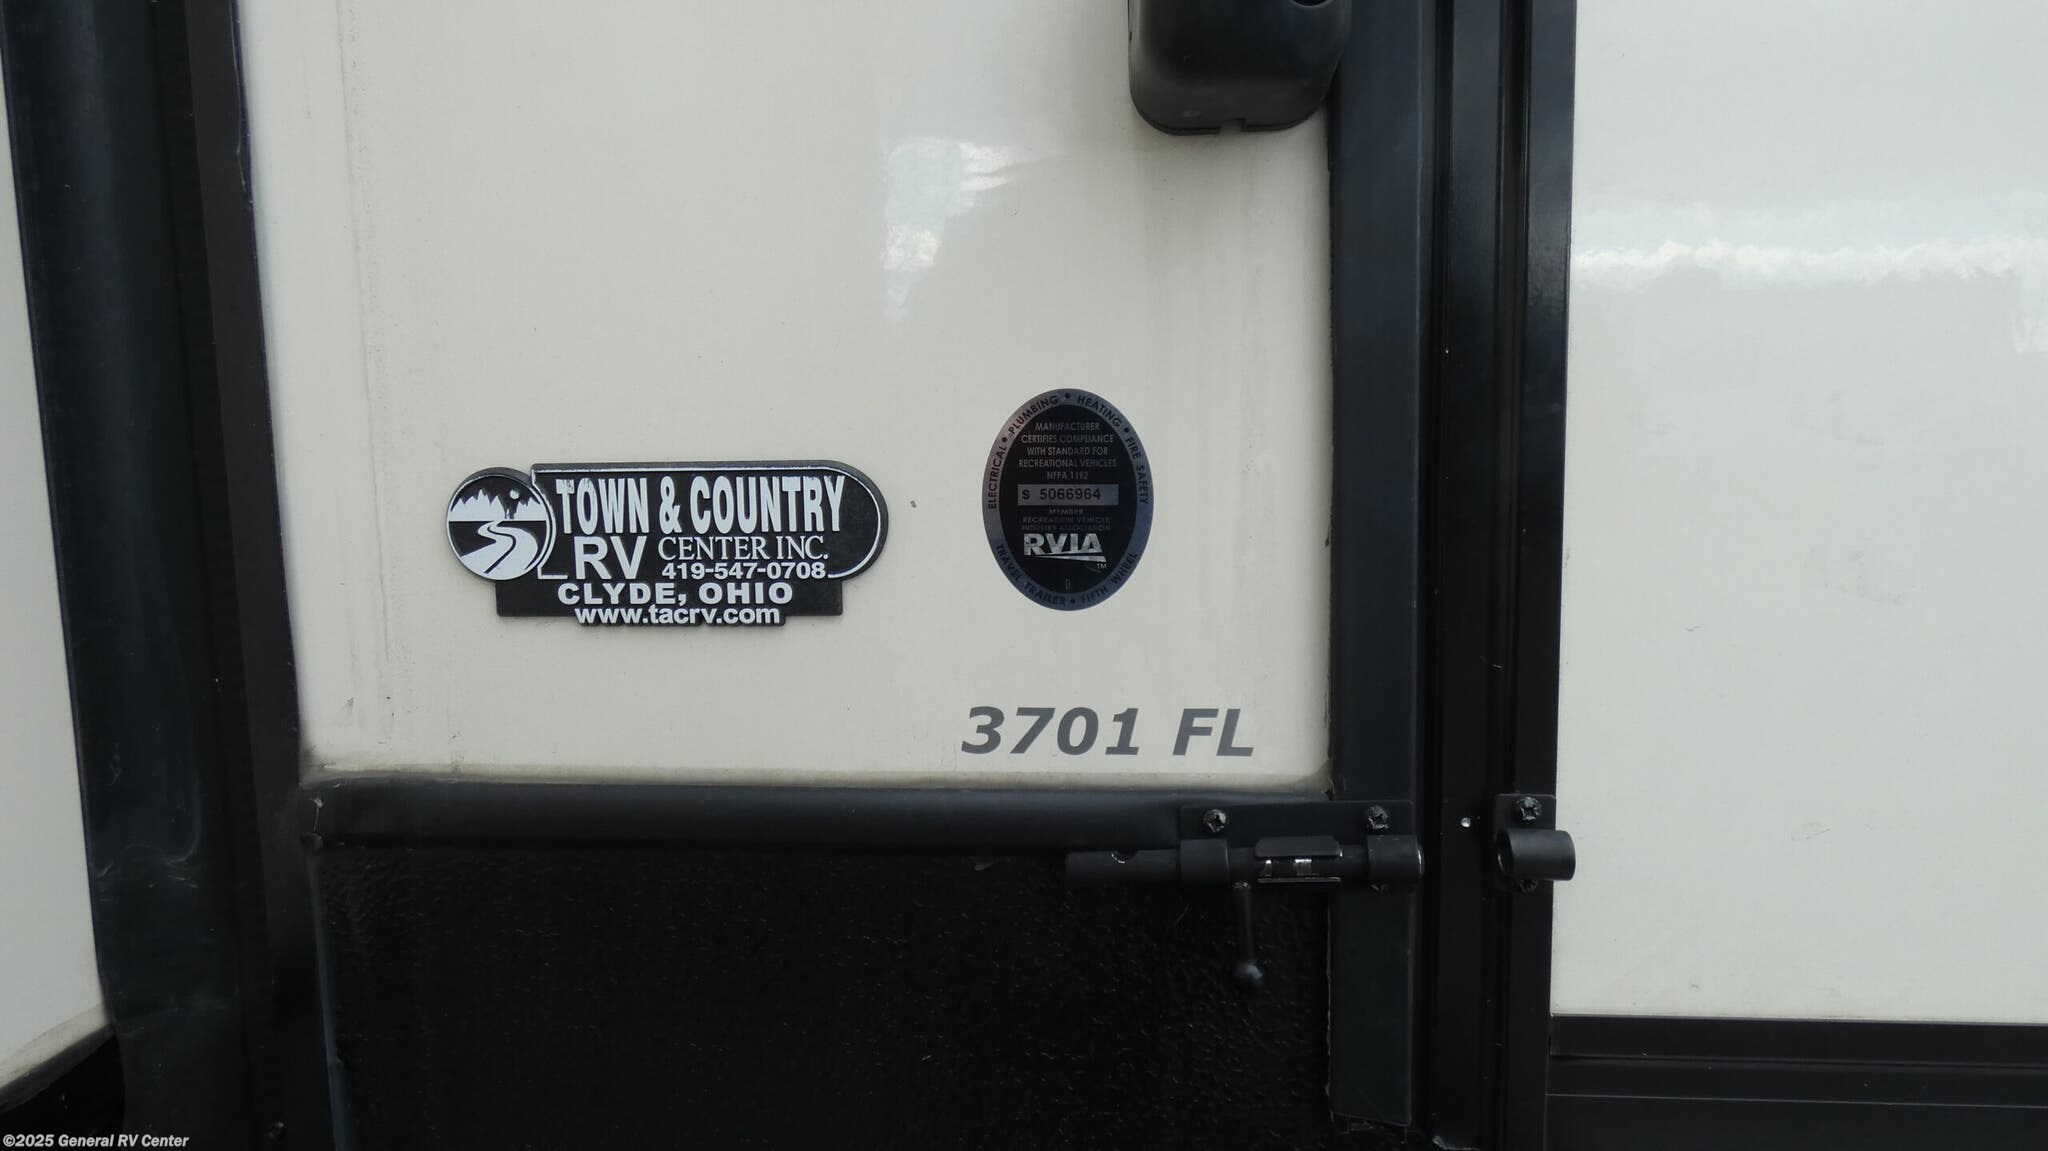 TOWN & COUNTRY
RV CENTER INC.
419-547-0708
CLYDE, OHIO
www.tacrv.com
ELECTRICAL • PLUMBING • HEATING • FIRE SAFETY
MANUFACTURER
CERTIFIES COMPLIANCE
WITH STANDARD FOR
RECREATIONAL VEHICLES
NFPA 1192
S 5066964
MEMBER
RECREATION VEHICLE
INDUSTRY ASSOCIATION
RVIA
TM
TRAVEL TRAILER • FIFTH WHEEL
3701 FL
©2025 General RV Center